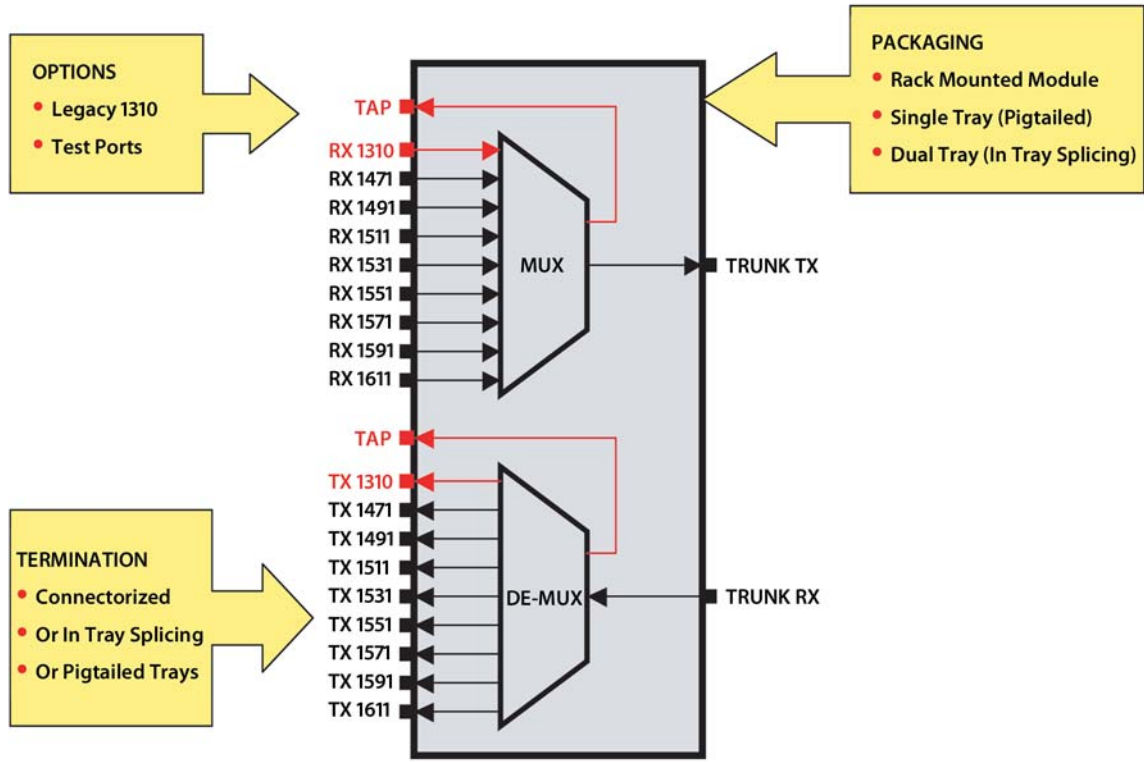 OPTIONS
• Legacy 1310
• Test Ports
PACKAGING
• Rack Mounted Module
• Single Tray (Pigtailed)
• Dual Tray (In Tray Splicing)
TAP
RX 1310
RX 1471
RX 1491
RX 1511
RX 1531
RX 1551
RX 1571
RX 1591
RX 1611
MUX
TRUNK TX
TAP
TX 1310
TX 1471
TX 1491
TX 1511
TX 1531
TX 1551
TX 1571
TX 1591
TX 1611
DE-MUX
TRUNK RX
TERMINATION
• Connectorized
• Or In Tray Splicing
• Or Pigtailed Trays